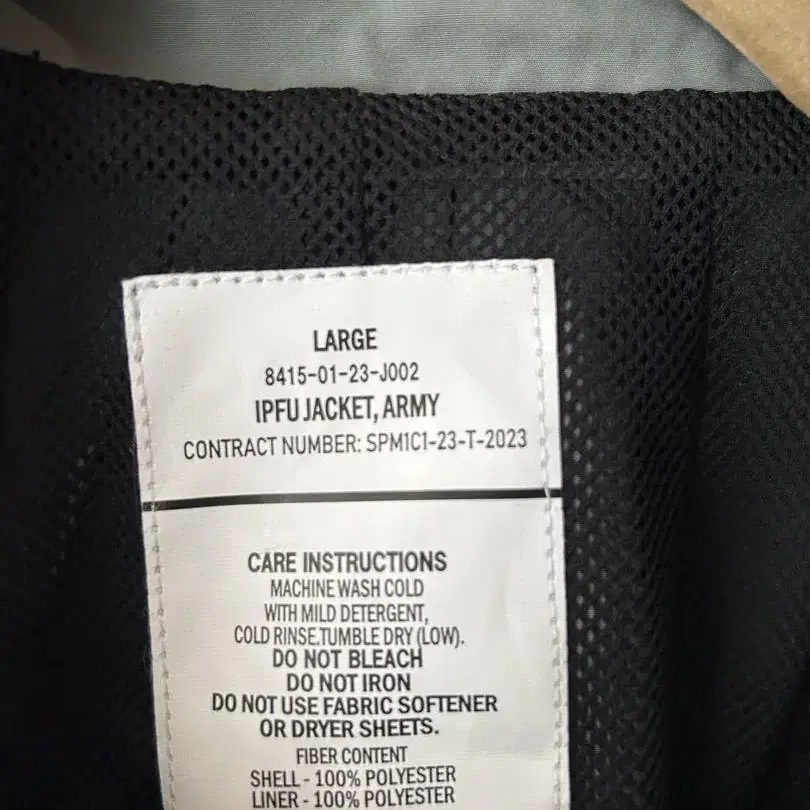 LARGE
8415-01-23-J002
IPFU JACKET, ARMY
CONTRACT NUMBER: SPM1C1-23-T-2023
CARE INSTRUCTIONS
MACHINE WASH COLD
WITH MILD DETERGENT,
COLD RINSE.TUMBLE DRY (LOW).
DO NOT BLEACH
DO NOT IRON
DO NOT USE FABRIC SOFTENER
OR DRYER SHEETS.
FIBER CONTENT
SHELL - 100% POLYESTER
LINER - 100% POLYESTER